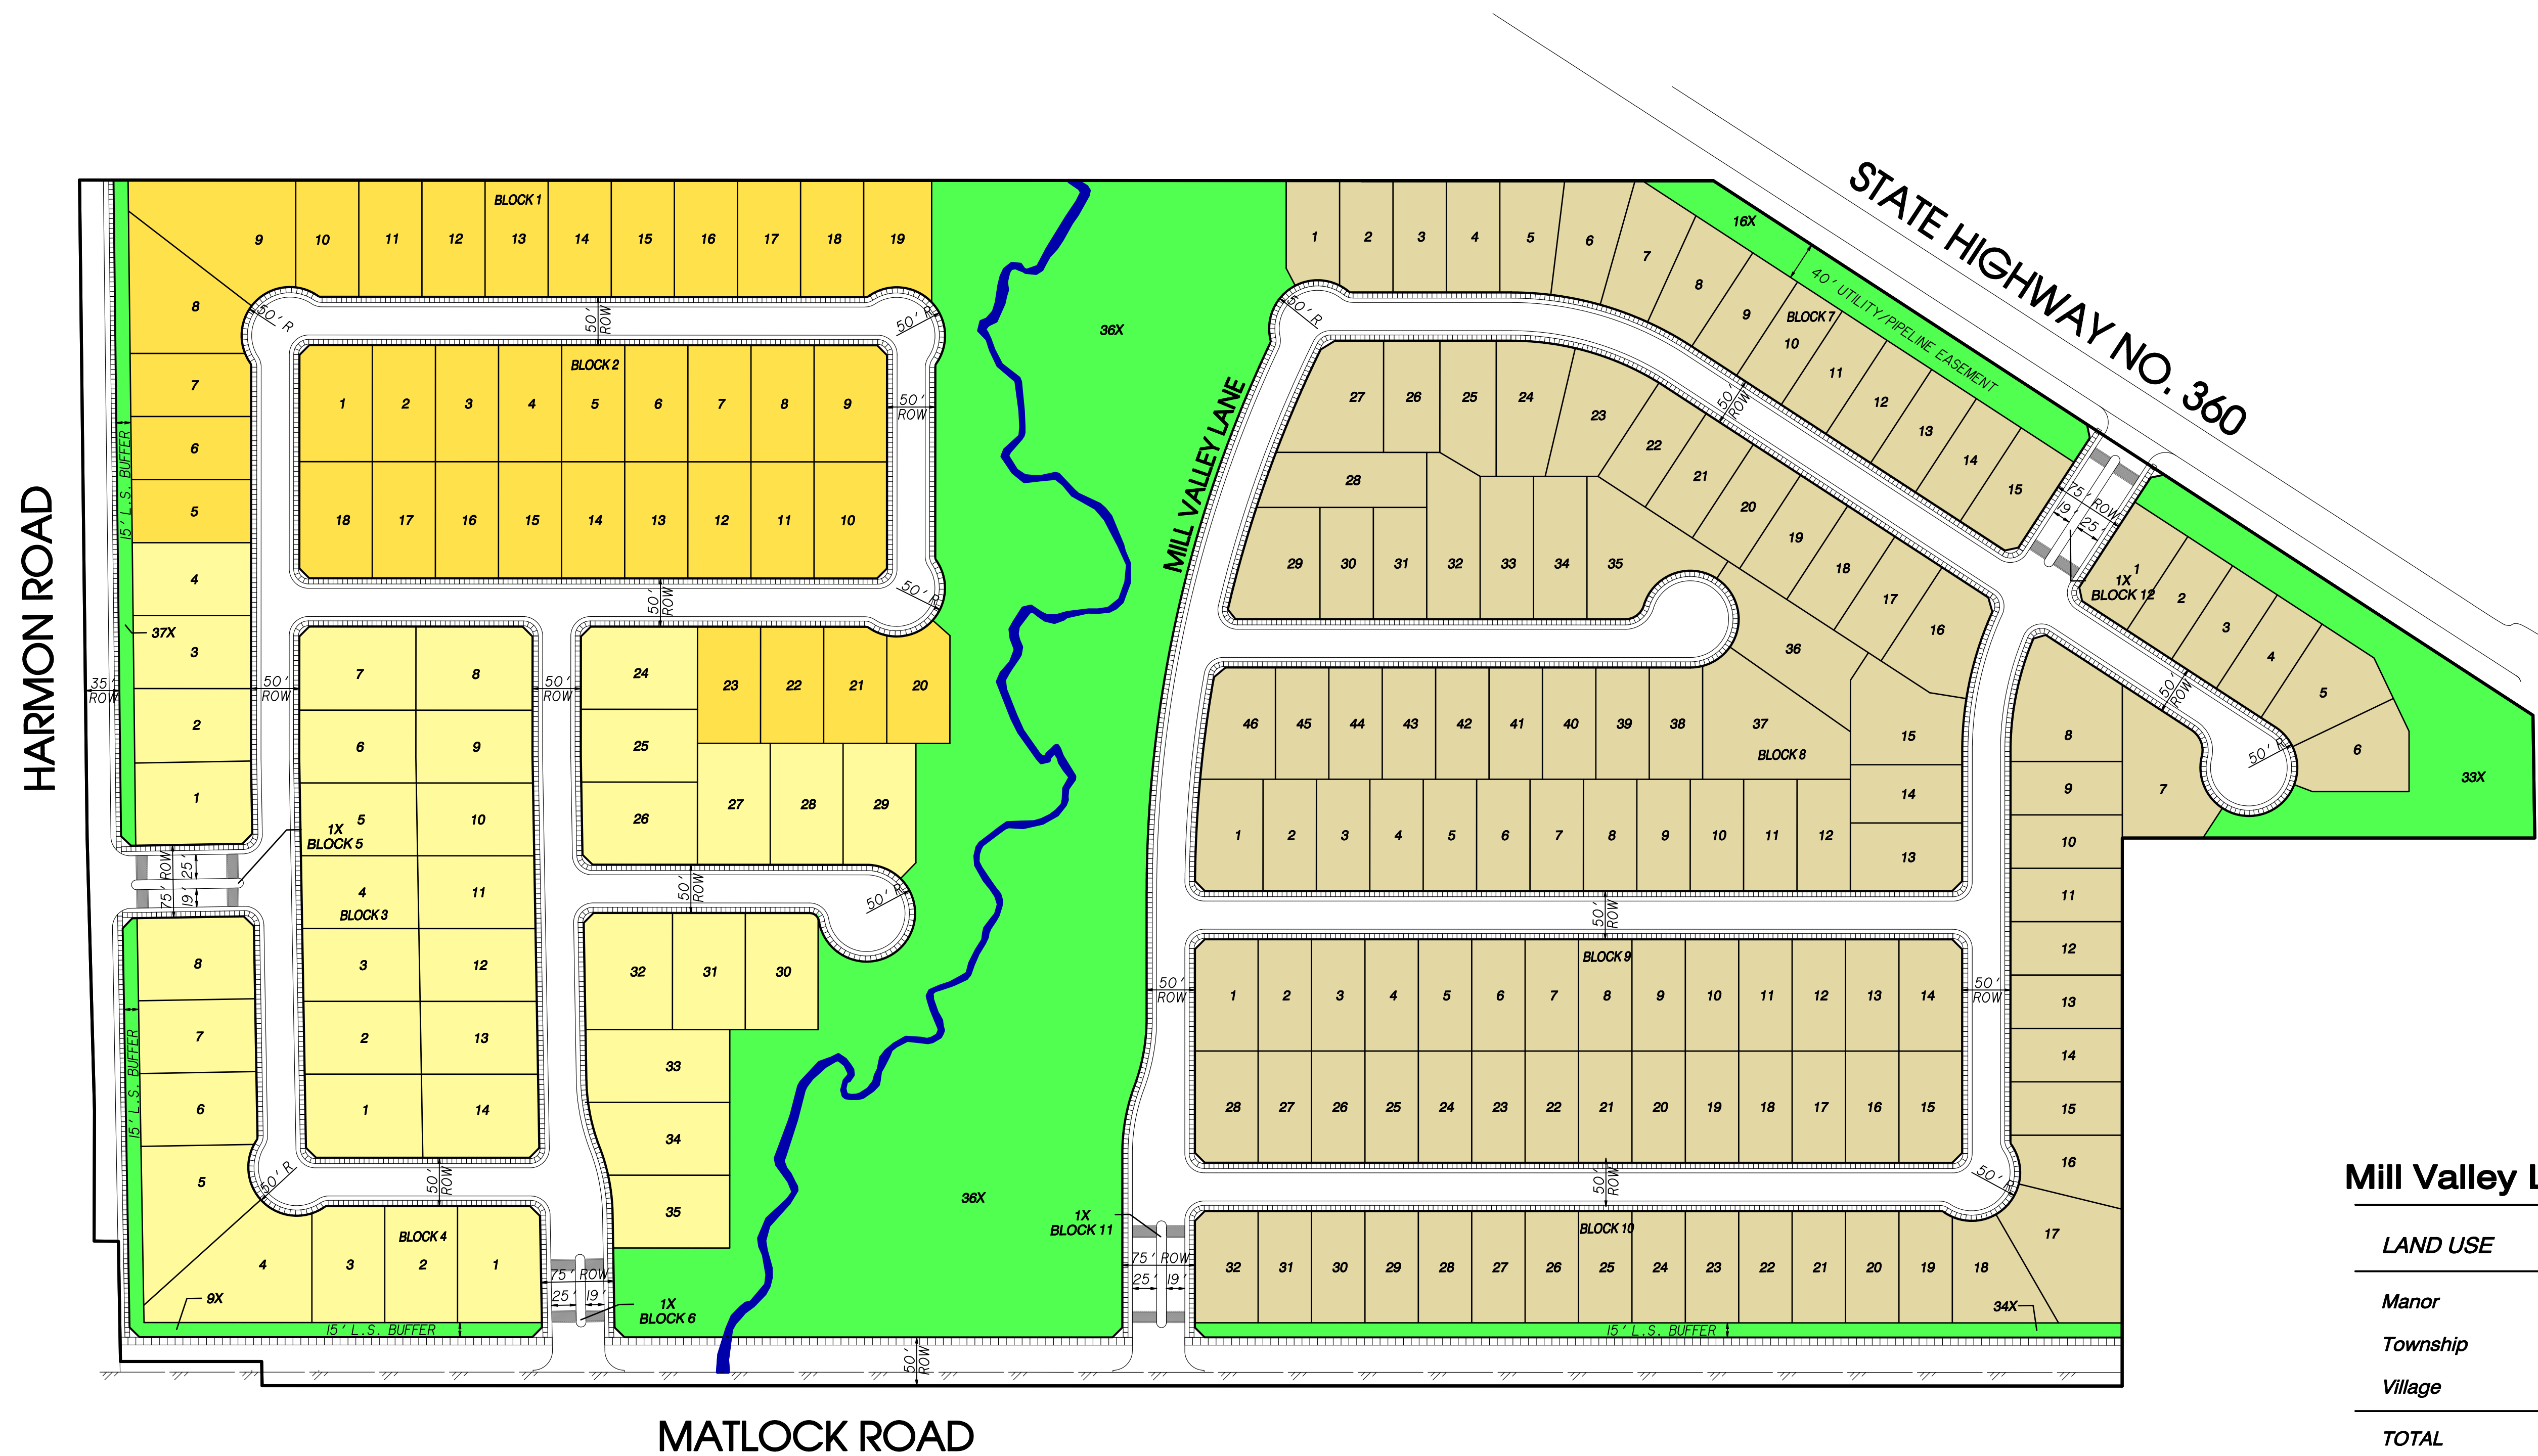 STATE HIGHWAY NO. 360
HARMON ROAD
MATLOCK ROAD
MILL VALLEY LANE
BLOCK 1
9 10 11 12 13 14 15 16 17 18 19
8
7
6
5
4
3
2
1
15' L.S. BUFFER
37X
35'
ROW
50' R
50'
ROW
50' R
BLOCK 2
1 2 3 4 5 6 7 8 9
18 17 16 15 14 13 12 11 10
50'
ROW
50'
ROW
50' R
50'
ROW
50'
ROW
7 8
6 9
5 10
4 11
BLOCK 3
3 12
2 13
1 14
1X
BLOCK 5
75' ROW
25'
19'
24 23 22 21 20
25
26 27 28 29
50'
ROW
50' R
32 31 30
33
34
35
8
7
6
5
15' L.S. BUFFER
50' R
50'
ROW
BLOCK 4
4 3 2 1
9X
15' L.S. BUFFER
75' ROW
25' 19'
1X
BLOCK 6
36X
36X
50'
ROW
1X
BLOCK 11
75' ROW
25' 19'
16X
40' UTILITY/PIPELINE EASEMENT
BLOCK 7
1 2 3 4 5 6 7 8 9 10 11 12 13 14 15
50' R
50'
ROW
27 26 25 24 23 22 21 20 19 18 17 16
28
29 30 31 32 33 34 35
36
46 45 44 43 42 41 40 39 38 37
BLOCK 8
15
14
13
1 2 3 4 5 6 7 8 9 10 11 12
75' ROW
19'
25'
1X
BLOCK 12
1 2 3 4 5 6
50'
ROW
50' R
33X
7
8
9
10
11
12
13
14
15
16
17
50'
ROW
BLOCK 9
50'
ROW
50'
ROW
1 2 3 4 5 6 7 8 9 10 11 12 13 14
28 27 26 25 24 23 22 21 20 19 18 17 16 15
50'
ROW
50' R
BLOCK 10
32 31 30 29 28 27 26 25 24 23 22 21 20 19 18
34X
15' L.S. BUFFER
Mill Valley L
LAND USE
Manor
Township
Village
TOTAL